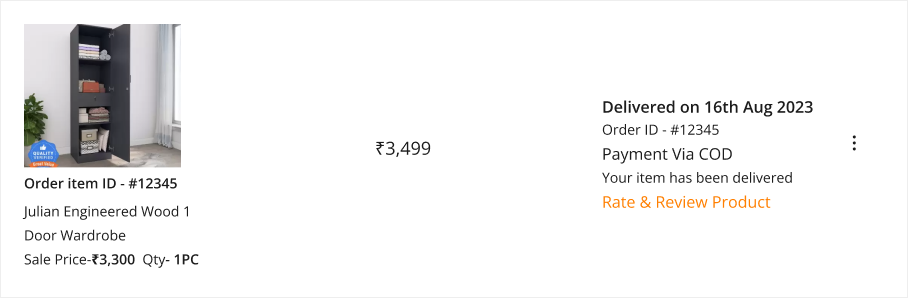 QUALITY
VERIFIED
Order item ID - #12345
Julian Engineered Wood 1
Door Wardrobe
Sale Price-₹3,300 Qty- 1PC
₹3,499
Delivered on 16th Aug 2023
Order ID - #12345
Payment Via COD
Your item has been delivered
Rate & Review Product